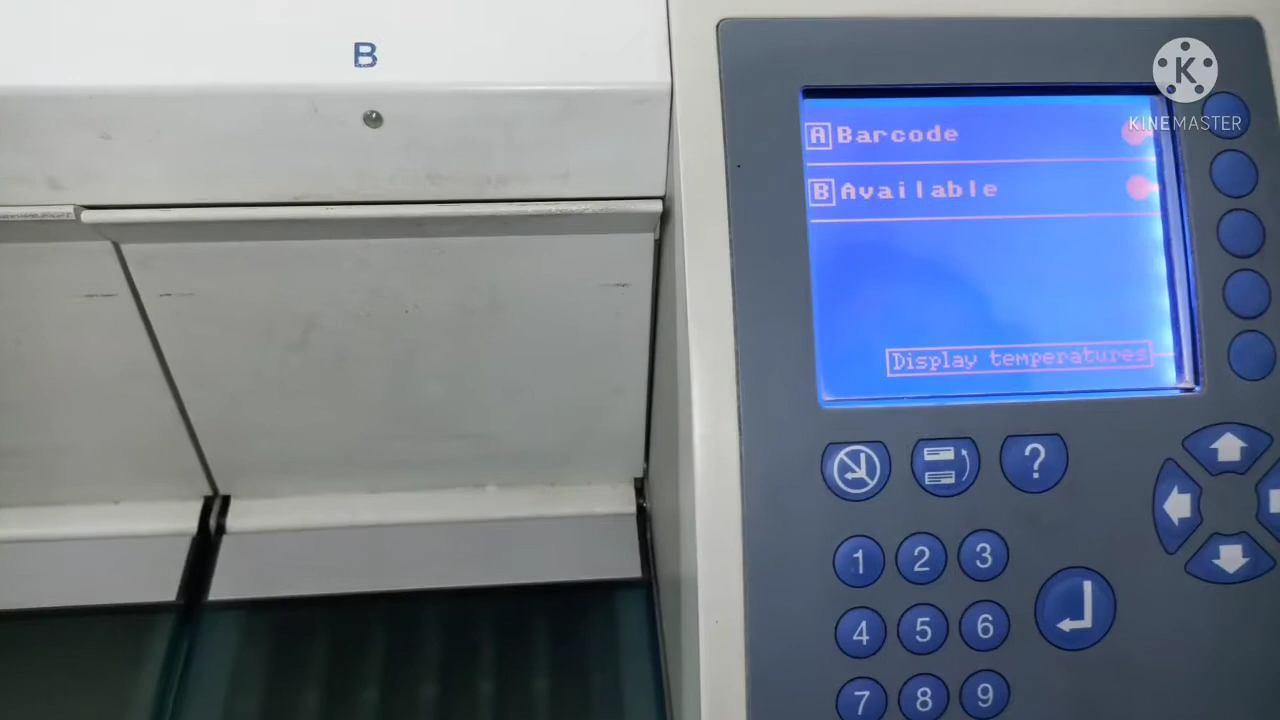 B
K
KINEMASTER
A Barcode
B Available
Display temperatures
?
1 2 3
4 5 6
7 8 9